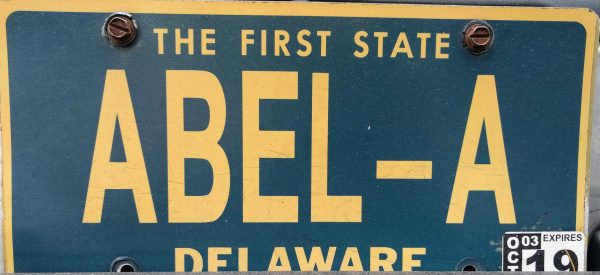 THE FIRST STATE
ABEL-A
DELAWARE
OCT 03 EXPIRES
19